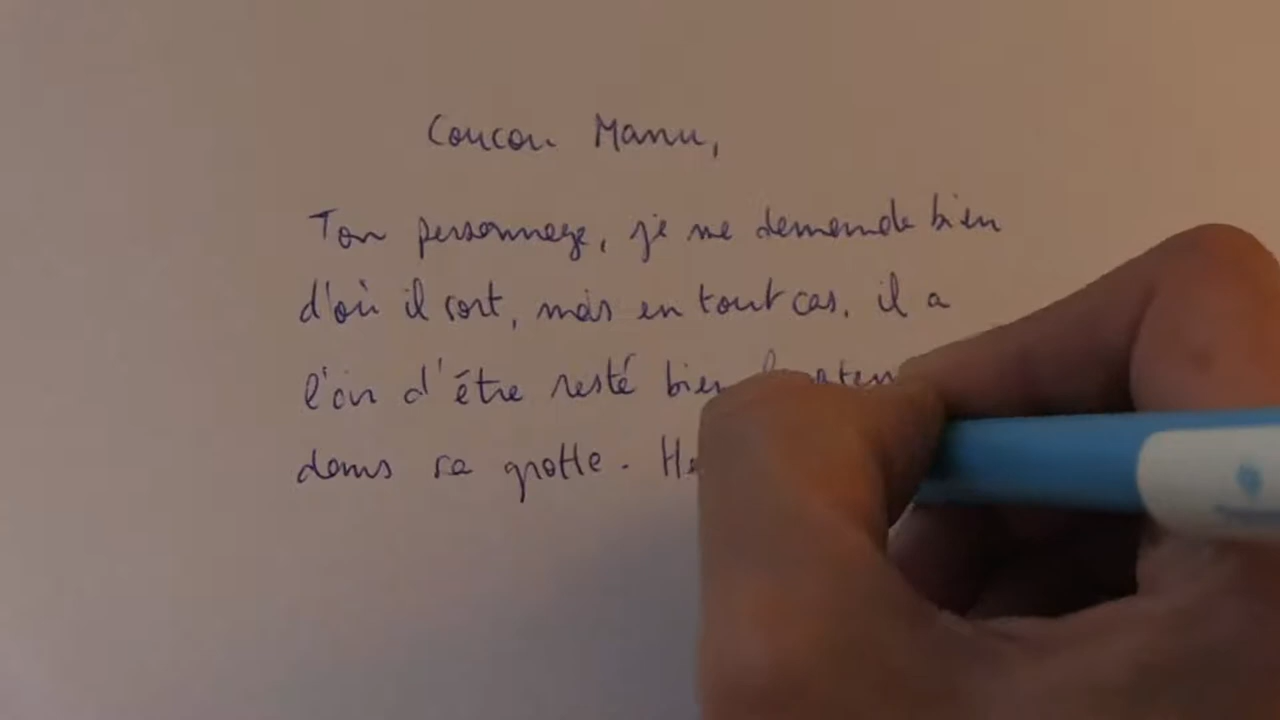 Coucou Manu,
Ton personnage, je me demande bien
d'où il sort, mais en tout cas, il a
l'air d'être resté bien
dans sa grotte.